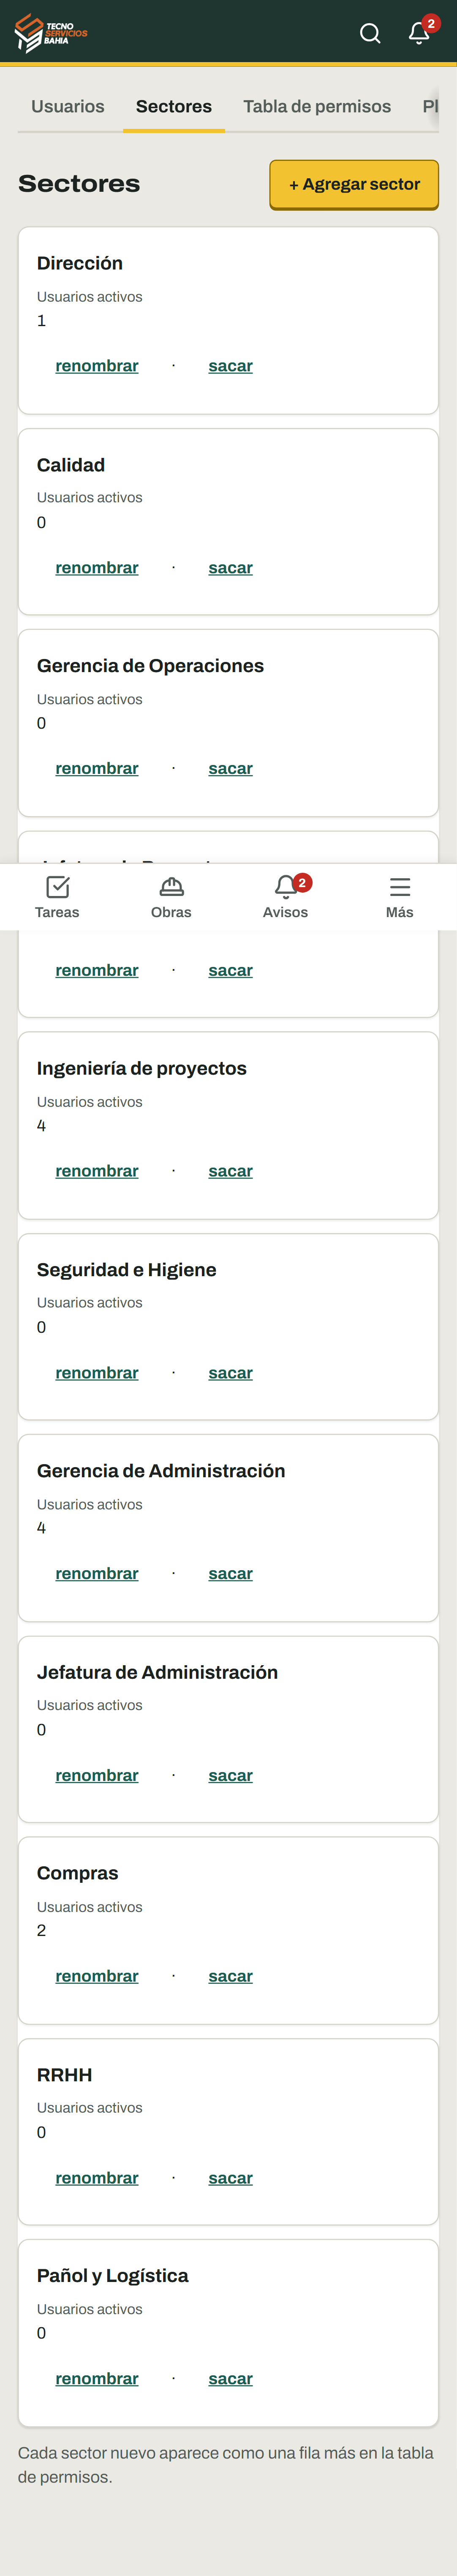 TECNO
SERVICIOS
BAHIA
2
Usuarios
Sectores
Tabla de permisos
Sectores
+ Agregar sector
Dirección
Usuarios activos
1
renombrar · sacar
Calidad
Usuarios activos
0
renombrar · sacar
Gerencia de Operaciones
Usuarios activos
0
renombrar · sacar
Tareas
Obras
2
Avisos
Más
renombrar · sacar
Ingeniería de proyectos
Usuarios activos
4
renombrar · sacar
Seguridad e Higiene
Usuarios activos
0
renombrar · sacar
Gerencia de Administración
Usuarios activos
4
renombrar · sacar
Jefatura de Administración
Usuarios activos
0
renombrar · sacar
Compras
Usuarios activos
2
renombrar · sacar
RRHH
Usuarios activos
0
renombrar · sacar
Pañol y Logística
Usuarios activos
0
renombrar · sacar
Cada sector nuevo aparece como una fila más en la tabla
de permisos.